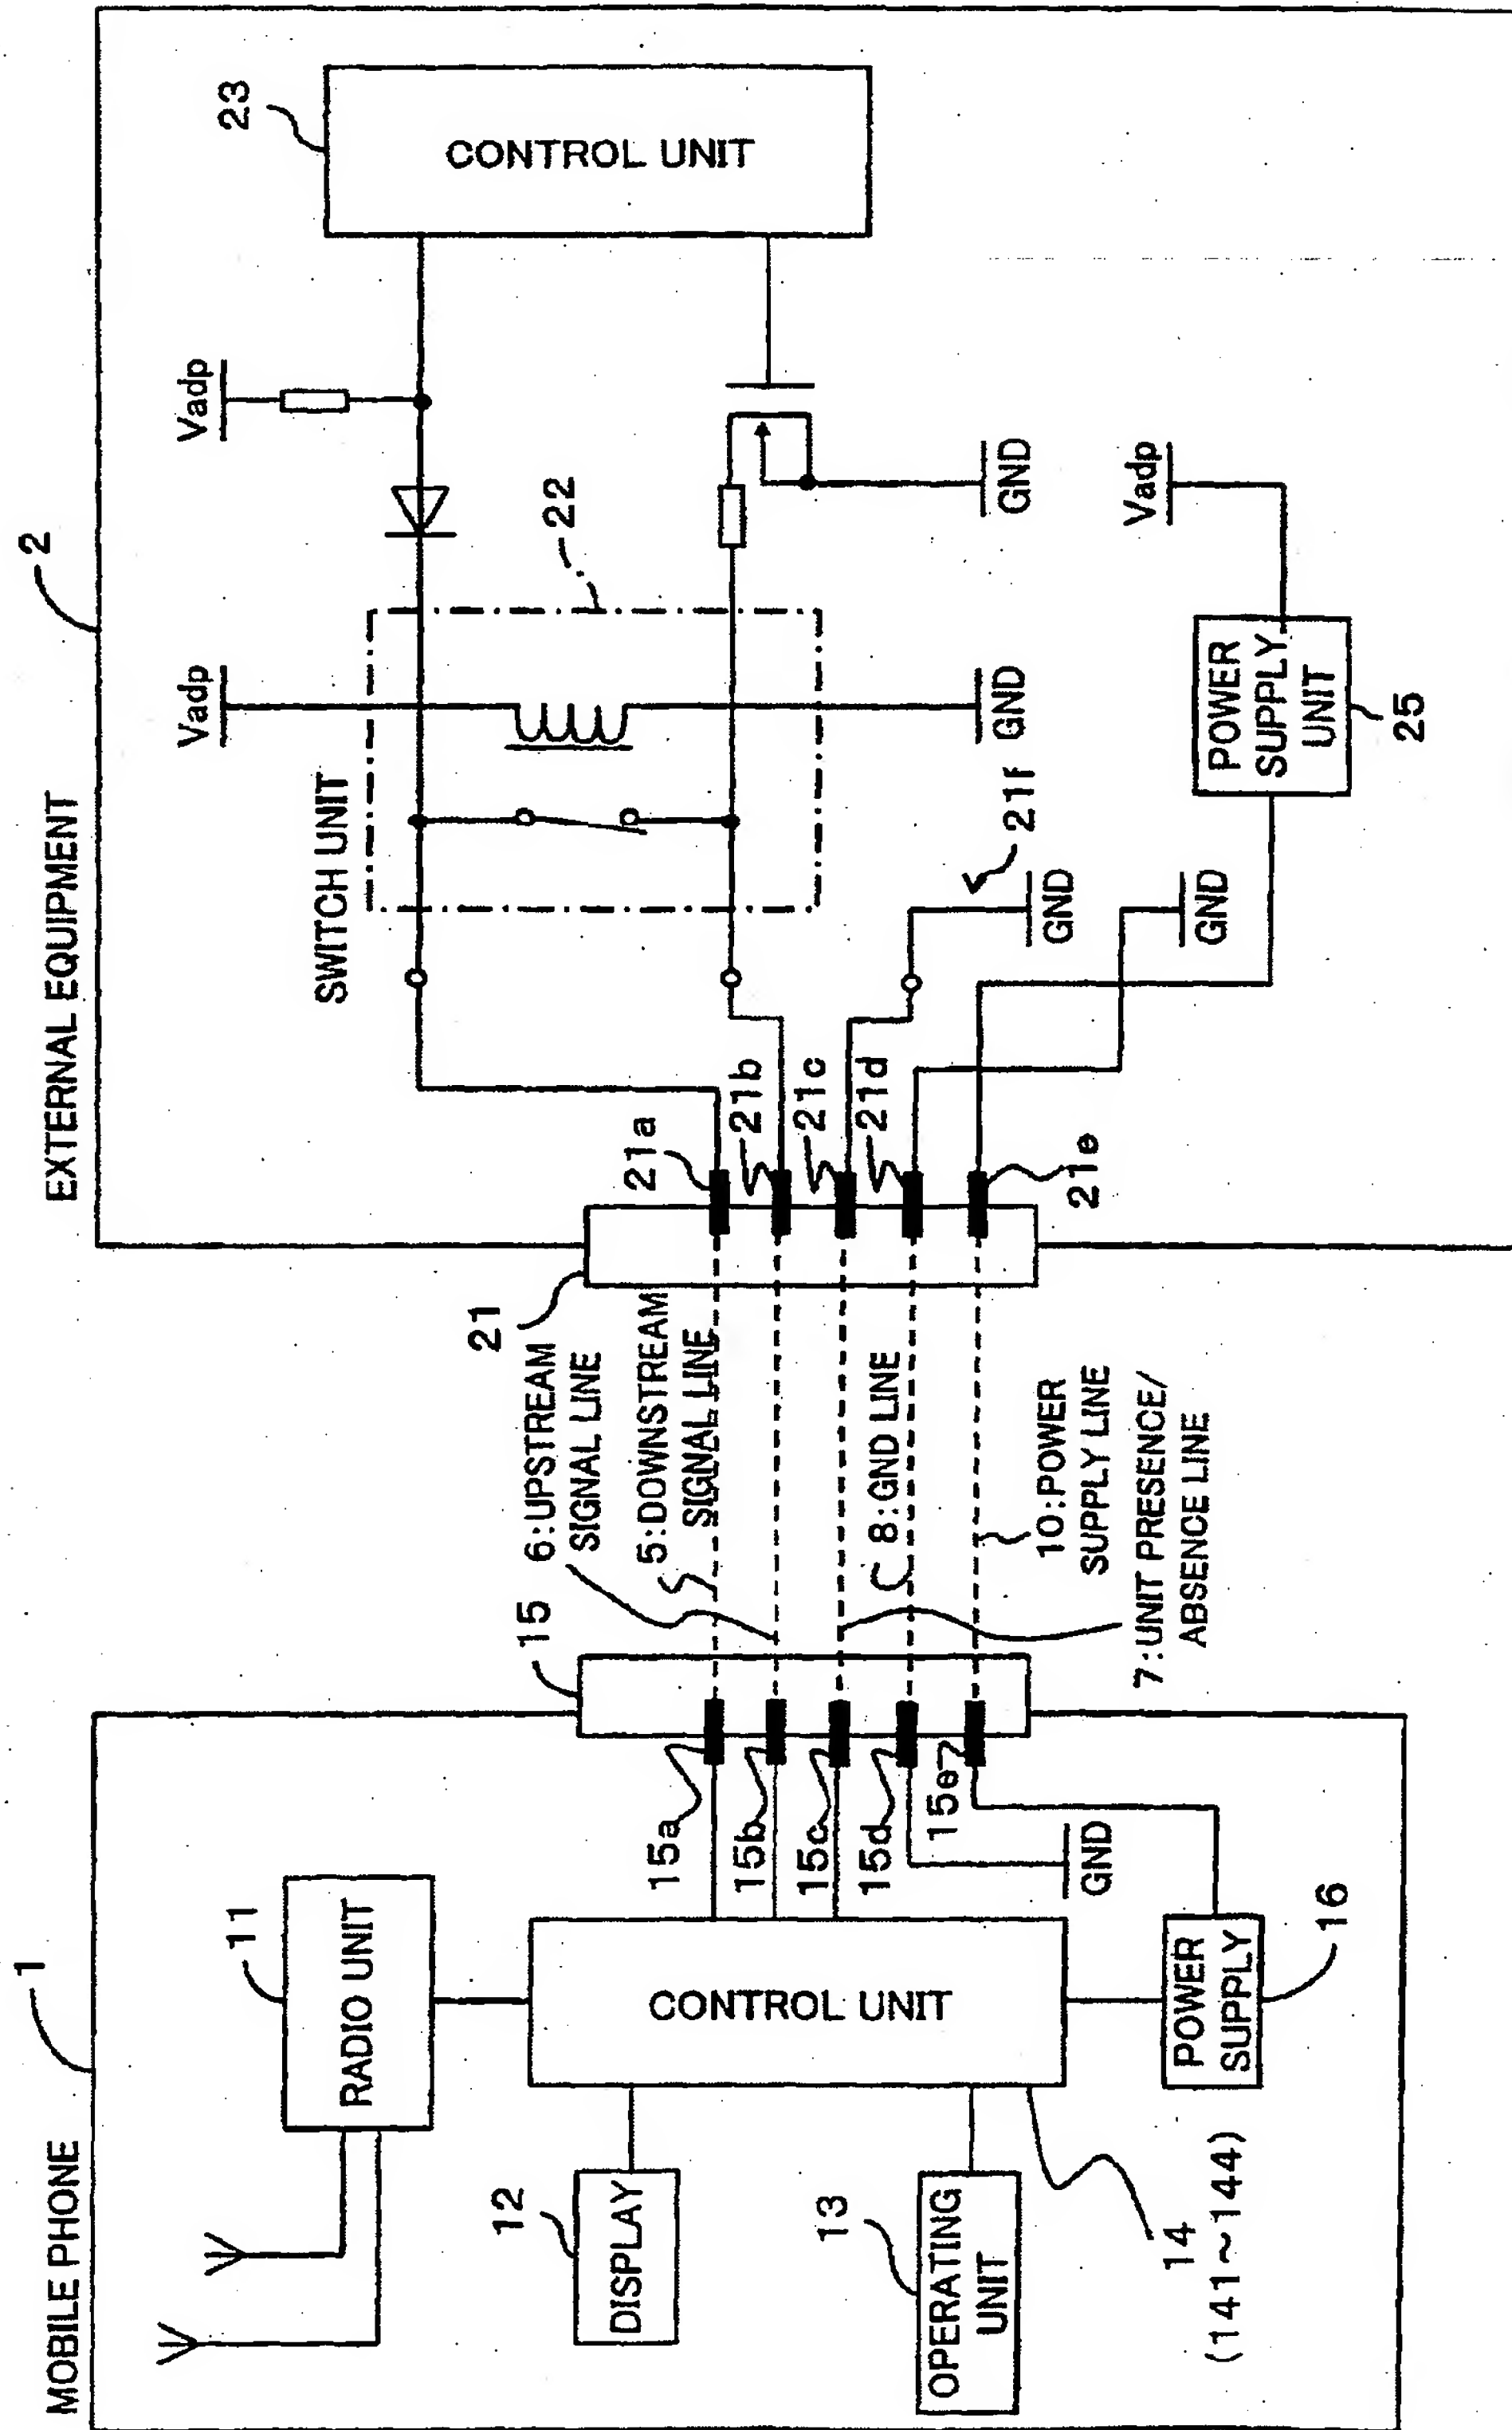 MOBILE PHONE
1
EXTERNAL EQUIPMENT
2
11
RADIO UNIT
12
DISPLAY
13
OPERATING
UNIT
CONTROL UNIT
14
(141~144)
POWER
SUPPLY
16
GND
15
15a
15b
15c
15d
15e
6:UPSTREAM
SIGNAL LINE
5:DOWNSTREAM
SIGNAL LINE
8:GND LINE
10:POWER
SUPPLY LINE
7:UNIT PRESENCE/
ABSENCE LINE
21
21a
21b
21c
21d
21e
SWITCH UNIT
22
Vadp
GND
21f
GND
GND
Vadp
GND
Vadp
POWER
SUPPLY
UNIT
25
23
CONTROL UNIT